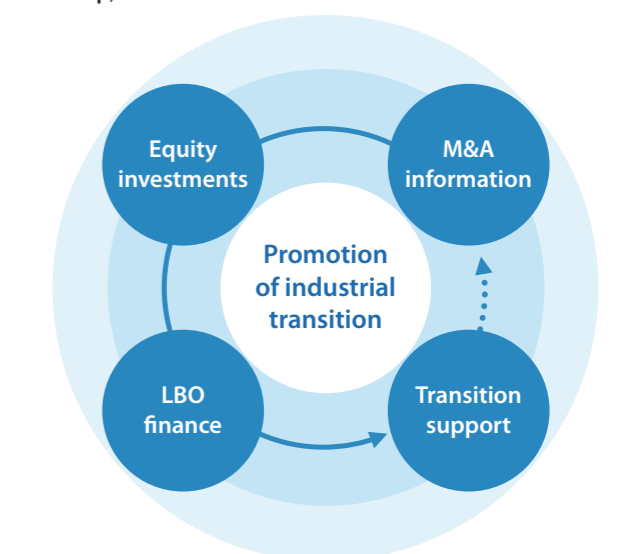 Equity
investments
M&A
information
Promotion
of industrial
transition
LBO
finance
Transition
support